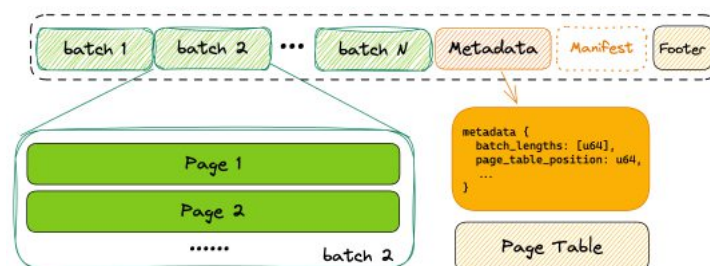 batch 1
batch 2
•••
batch N
Metadata
Manifest
Footer
metadata {
batch_lengths: [u64],
page_table_position: u64,
...
}
Page 1
Page 2
••••••
batch 2
Page Table